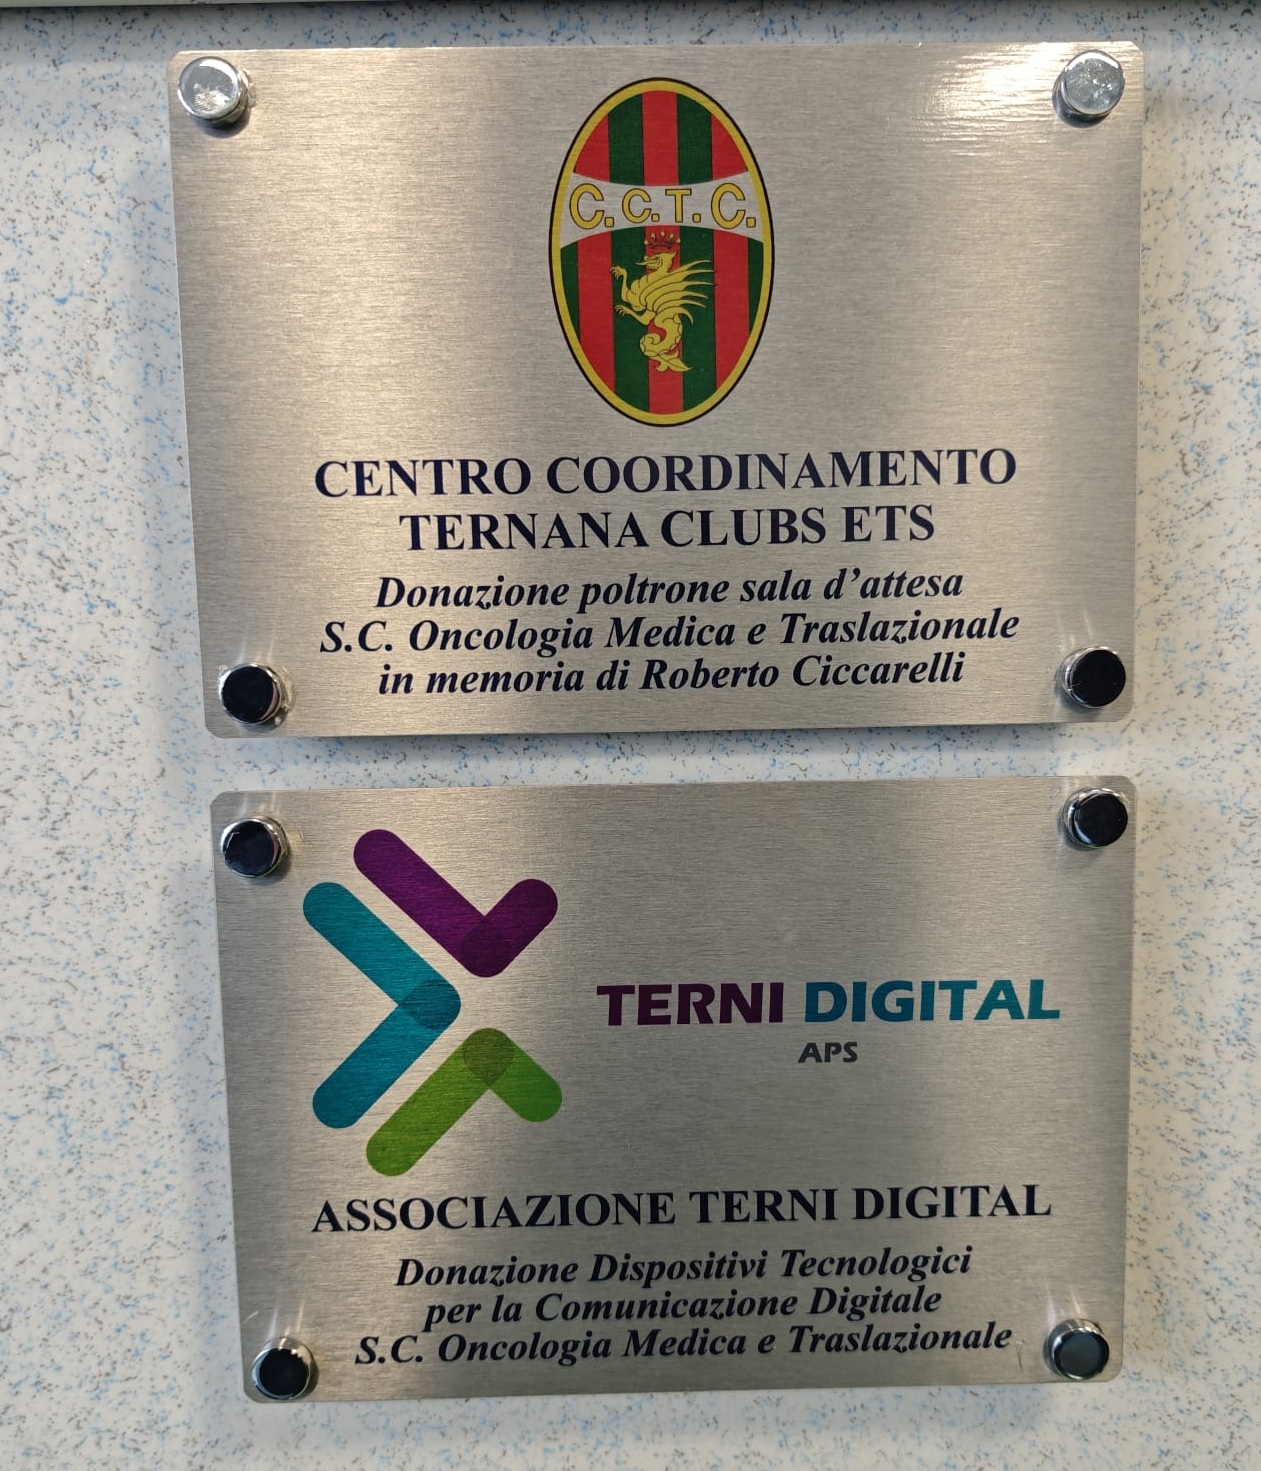 C.C.T.C.
CENTRO COORDINAMENTO
TERNANA CLUBS ETS
Donazione poltrone sala d'attesa
S.C. Oncologia Medica e Traslazionale
in memoria di Roberto Ciccarelli
TERNI DIGITAL
APS
ASSOCIAZIONE TERNI DIGITAL
Donazione Dispositivi Tecnologici
per la Comunicazione Digitale
S.C. Oncologia Medica e Traslazionale